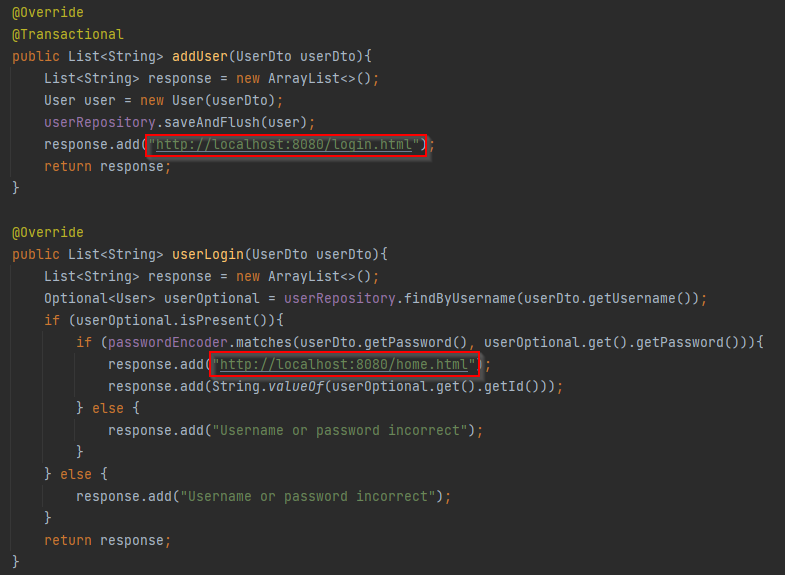 @Override
@Transactional
public List<String> addUser(UserDto userDto){
    List<String> response = new ArrayList<>();
    User user = new User(userDto);
    userRepository.saveAndFlush(user);
    response.add("http://localhost:8080/login.html");
    return response;
}
@Override
public List<String> userLogin(UserDto userDto){
    List<String> response = new ArrayList<>();
    Optional<User> userOptional = userRepository.findByUsername(userDto.getUsername());
    if (userOptional.isPresent()){
        if (passwordEncoder.matches(userDto.getPassword(), userOptional.get().getPassword())){
            response.add("http://localhost:8080/home.html");
            response.add(String.valueOf(userOptional.get().getId()));
        } else {
            response.add("Username or password incorrect");
        }
    } else {
        response.add("Username or password incorrect");
    }
    return response;
}